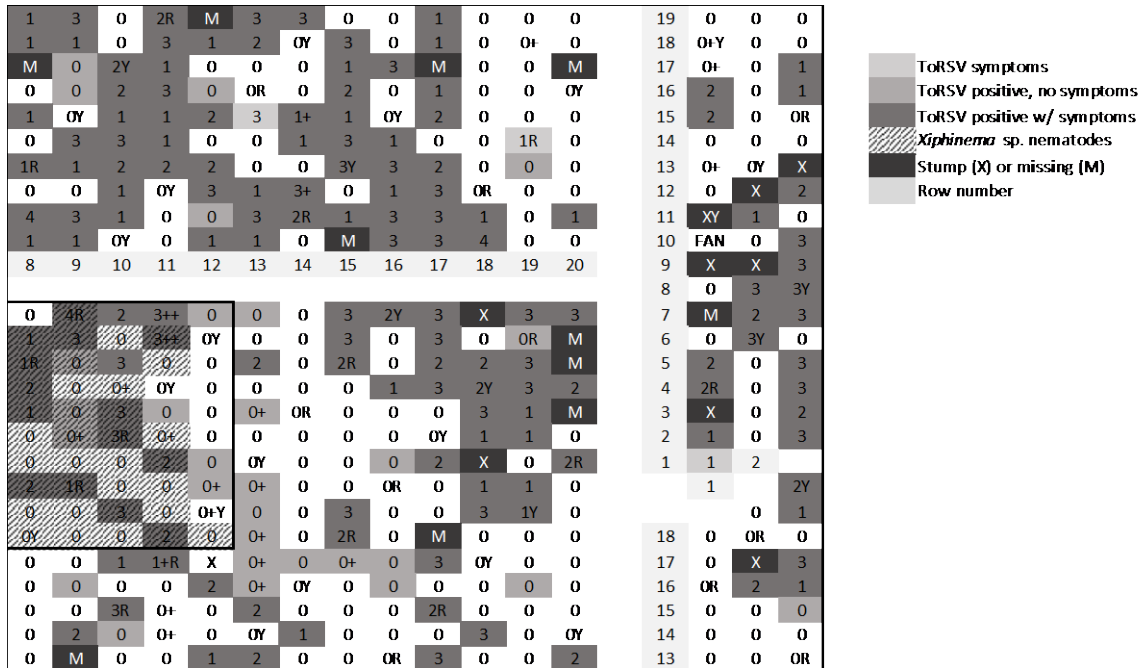 1 3 0 2R M 3 3 0 0 1 0 0 0 19 0 0 0
1 1 0 3 1 2 0Y 3 0 1 0 0+ 0 18 0+Y 0 0
M 0 2Y 1 0 0 0 1 3 M 0 0 M 17 0+ 0 1
0 0 2 3 0 0R 0 2 0 1 0 0 0Y 16 2 0 1
1 0Y 1 1 2 3 1+ 1 0Y 2 0 0 0 15 2 0 0R
0 3 3 1 0 0 1 3 1 0 0 1R 0 14 0 0 0
1R 1 2 2 2 0 0 3Y 3 2 0 0 0 13 0+ 0Y X
0 0 1 0Y 3 1 3+ 0 1 3 0R 0 0 12 0 X 2
4 3 1 0 0 3 2R 1 3 3 1 0 1 11 XY 1 0
1 1 0Y 0 1 1 0 M 3 3 4 0 0 10 FAN 0 3
8 9 10 11 12 13 14 15 16 17 18 19 20 9 X X 3
8 0 3 3Y
0 4R 2 3++ 0 0 0 3 2Y 3 X 3 3 7 M 2 3
1 3 0 3++ 0Y 0 0 3 0 3 0 0R M 6 0 3Y 0
1R 0 3 0 0 2 0 2R 0 2 2 3 M 5 2 0 3
2 0 0+ 0Y 0 0 0 0 1 3 2Y 3 2 4 2R 0 3
1 0 3 0 0 0+ 0R 0 0 0 3 1 M 3 X 0 2
0 0+ 3R 0+ 0 0 0 0 0 0Y 1 1 0 2 1 0 3
0 0 0 2 0 0Y 0 0 0 2 X 0 2R 1 1 2
2 1R 0 0 0+ 0+ 0 0 0R 0 1 1 0 1 2Y
0 0 3 0 0+Y 0 0 3 0 0 3 1Y 0 0 1
0Y 0 0 2 0 0+ 0 2R 0 M 0 0 0 18 0 0R 0
0 0 1 1+R X 0+ 0 0+ 0 3 0Y 0 0 17 0 X 3
0 0 0 0 2 0+ 0Y 0 0 0 0 0 0 16 0R 2 1
0 0 3R 0+ 0 2 0 0 0 2R 0 0 0 15 0 0 0
0 2 0 0+ 0 0Y 1 0 0 0 3 0 0Y 14 0 0 0
0 M 0 0 1 2 0 0 0R 3 0 0 2 13 0 0 0R
ToRSV symptoms
ToRSV positive, no symptoms
ToRSV positive w/ symptoms
Xiphinema sp. nematodes
Stump (X) or missing (M)
Row number